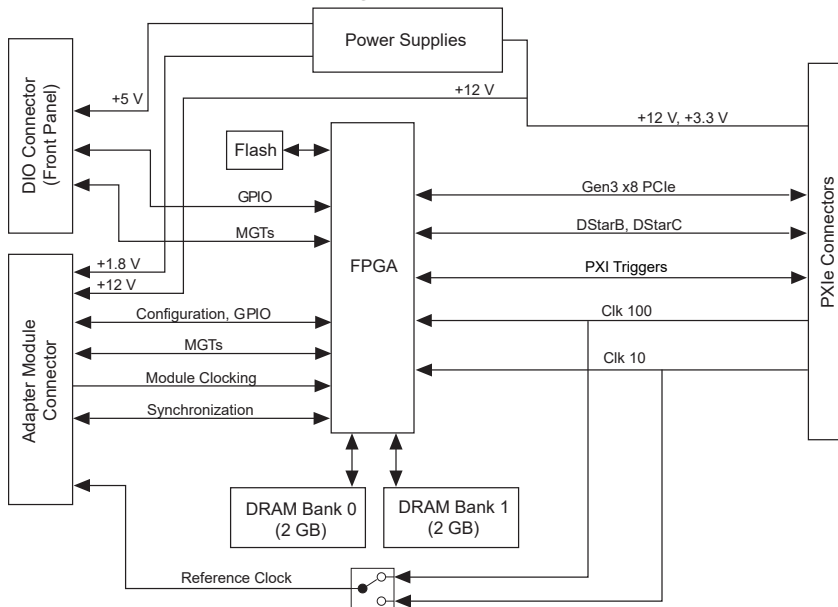 Power Supplies
+5 V
+12 V
+12 V, +3.3 V
DIO Connector
(Front Panel)
Flash
GPIO
MGTs
FPGA
Gen3 x8 PCIe
DStarB, DStarC
PXI Triggers
Clk 100
Clk 10
PXIe Connectors
+1.8 V
+12 V
Adapter Module
Connector
Configuration, GPIO
MGTs
Module Clocking
Synchronization
DRAM Bank 0
(2 GB)
DRAM Bank 1
(2 GB)
Reference Clock